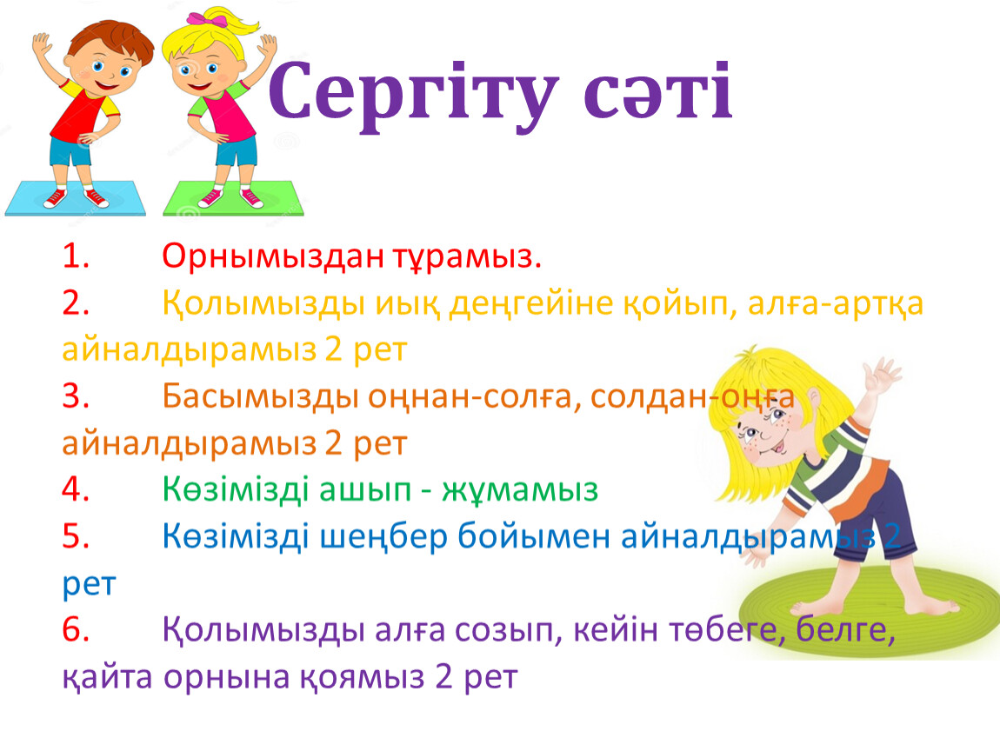 Сергіту сәті
1. Орнымыздан тұрамыз.
2. Қолымызды иық деңгейіне қойып, алға-артқа
айналдырамыз 2 рет
3. Басымызды оңнан-солға, солдан-оңға
айналдырамыз 2 рет
4. Көзімізді ашып - жұмамыз
5. Көзімізді шеңбер бойымен айналдырамыз 2
рет
6. Қолымызды алға созып, кейін төбеге, белге,
қайта орнына қоямыз 2 рет